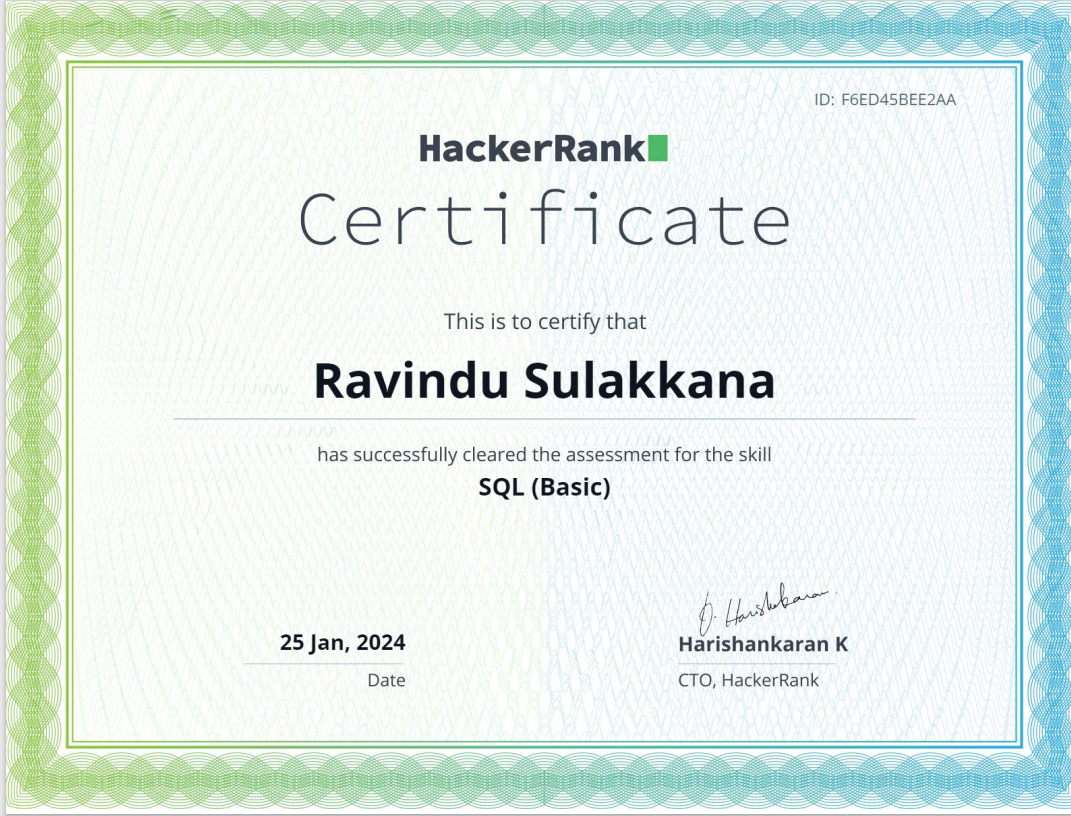 ID: F6ED45BEE2AA
HackerRank
Certificate
This is to certify that
Ravindu Sulakkana
has successfully cleared the assessment for the skill
SQL (Basic)
25 Jan, 2024
Date
Harishankaran K
CTO, HackerRank